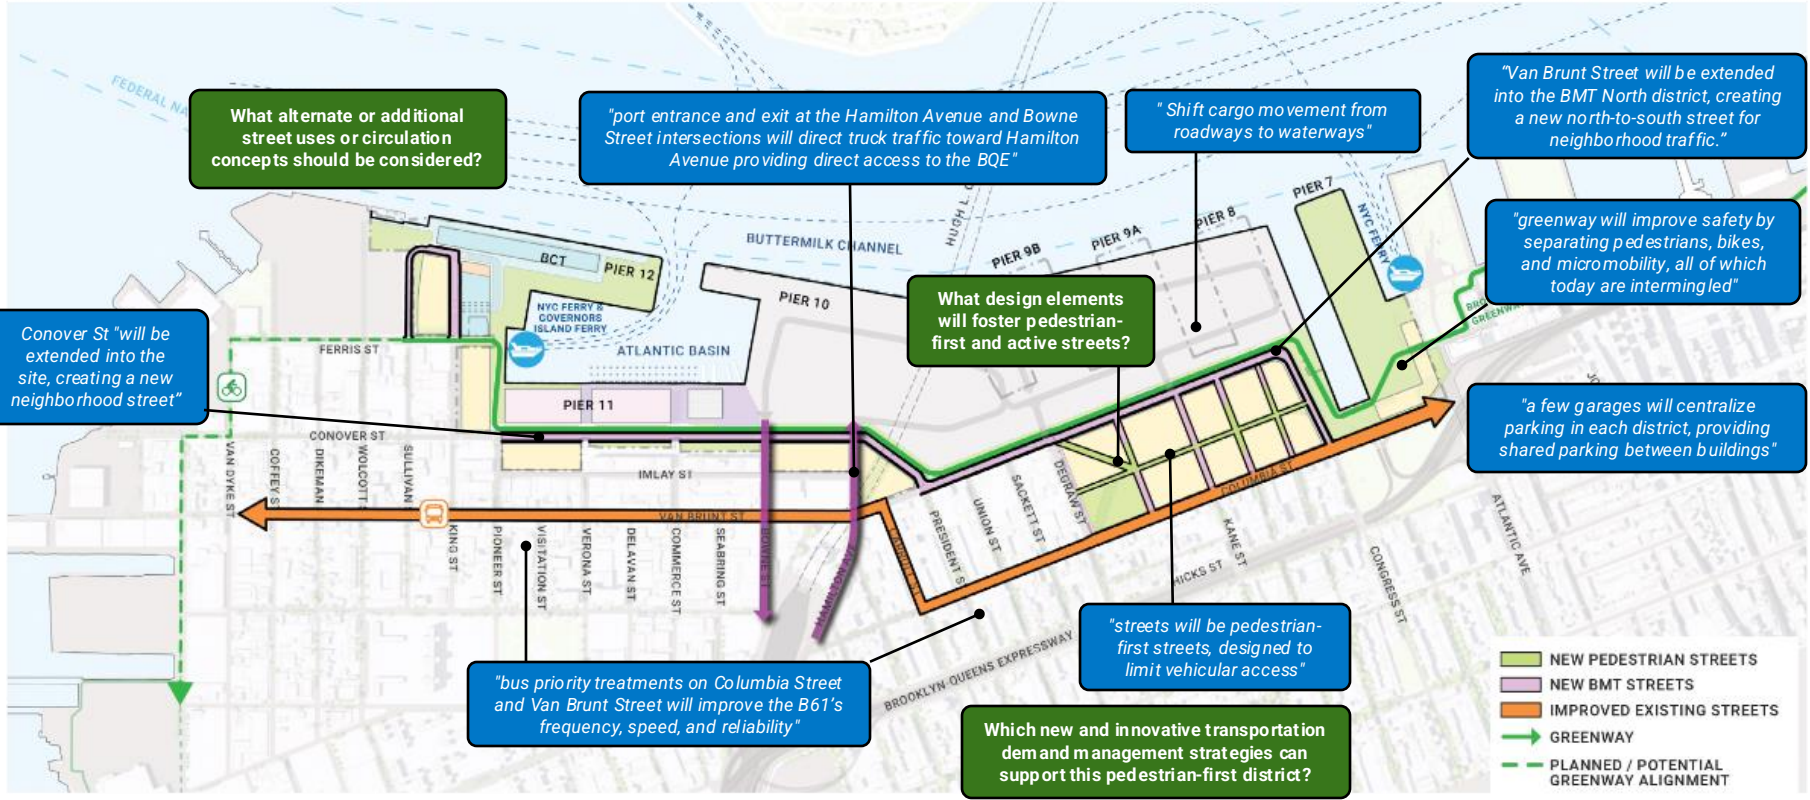 FEDERAL NA
What alternate or additional
street uses or circulation
concepts should be considered?
"port entrance and exit at the Hamilton Avenue and Bowne
Street intersections will direct truck traffic toward Hamilton
Avenue providing direct access to the BQE"
" Shift cargo movement from
roadways to waterways"
“Van Brunt Street will be extended
into the BMT North district, creating
a new north-to-south street for
neighborhood traffic.”
"greenway will improve safety by
separating pedestrians, bikes,
and micromobility, all of which
today are intermingled"
HUGH L.
BUTTERMILK CHANNEL
PIER 9B
PIER 9A
PIER 8
PIER 7
NYC FERRY
BCT
PIER 12
PIER 10
NYC FERRY &
GOVERNORS
ISLAND FERRY
ATLANTIC BASIN
PIER 11
What design elements
will foster pedestrian-
first and active streets?
GREENWAY
Conover St "will be
extended into the
site, creating a new
neighborhood street”
"a few garages will centralize
parking in each district, providing
shared parking between buildings"
FERRIS ST
CONOVER ST
IMLAY ST
VAN BRUNT ST
VAN DYKE ST
COFFEY S
DIKEMAN
WOLCOTT
SULLIVAN
KING ST
PIONEER ST
VISITATION ST
VERONA ST
DELAVAN ST
COMMERCE ST
SEABRING ST
BOWNE ST
HAMILTON AVE
CARROLL ST
PRESIDENT S
UNION ST
SACKETT ST
DEGRAW ST
COLUMBIA ST
KANE ST
HICKS ST
CONGRESS ST
ATLANTIC AVE
BROOKLYN-QUEENS EXPRESSWAY
"bus priority treatments on Columbia Street
and Van Brunt Street will improve the B61’s
frequency, speed, and reliability"
"streets will be pedestrian-
first streets, designed to
limit vehicular access"
Which new and innovative transportation
demand management strategies can
support this pedestrian-first district?
NEW PEDESTRIAN STREETS
NEW BMT STREETS
IMPROVED EXISTING STREETS
GREENWAY
PLANNED / POTENTIAL
GREENWAY ALIGNMENT